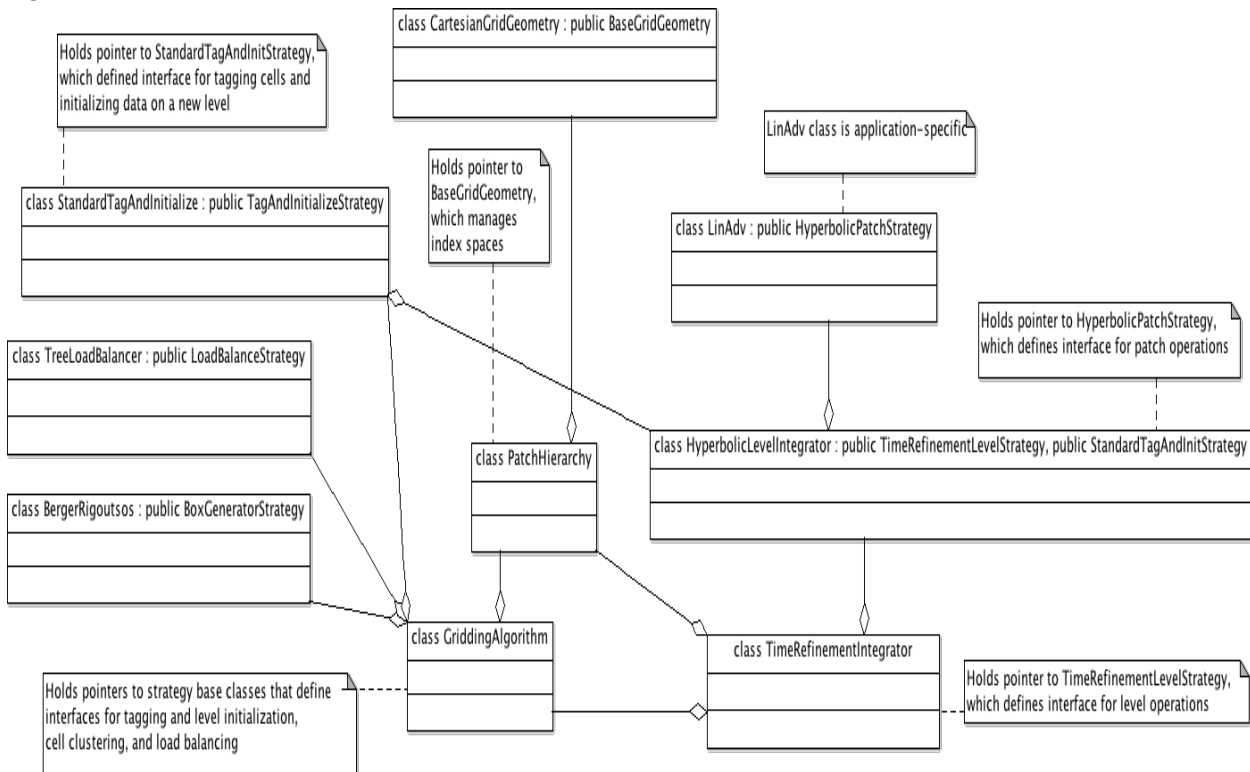 class CartesianGridGeometry : public BaseGridGeometry
Holds pointer to StandardTagAndInitStrategy,
which defined interface for tagging cells and
initializing data on a new level
LinAdv class is application-specific
Holds pointer to
BaseGridGeometry,
which manages
index spaces
class StandardTagAndInitialize : public TagAndInitializeStrategy
class LinAdv : public HyperbolicPatchStrategy
Holds pointer to HyperbolicPatchStrategy,
which defines interface for patch operations
class TreeLoadBalancer : public LoadBalanceStrategy
class PatchHierarchy
class HyperbolicLevelIntegrator : public TimeRefinementLevelStrategy, public StandardTagAndInitStrategy
class BergerRigoutsos : public BoxGeneratorStrategy
class GriddingAlgorithm
class TimeRefinementIntegrator
Holds pointers to strategy base classes that define
interfaces for tagging and level initialization,
cell clustering, and load balancing
Holds pointer to TimeRefinementLevelStrategy,
which defines interface for level operations